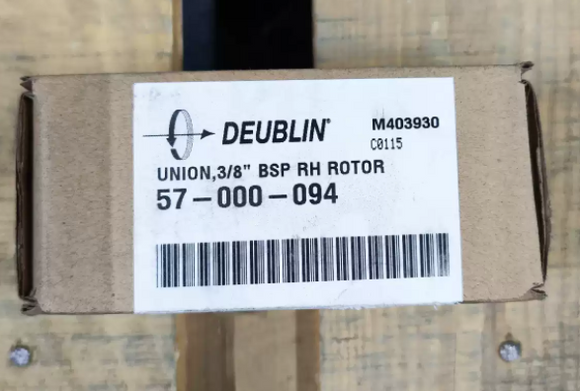 DEUBLIN®
M403930
C0115
UNION,3/8" BSP RH ROTOR
57-000-094